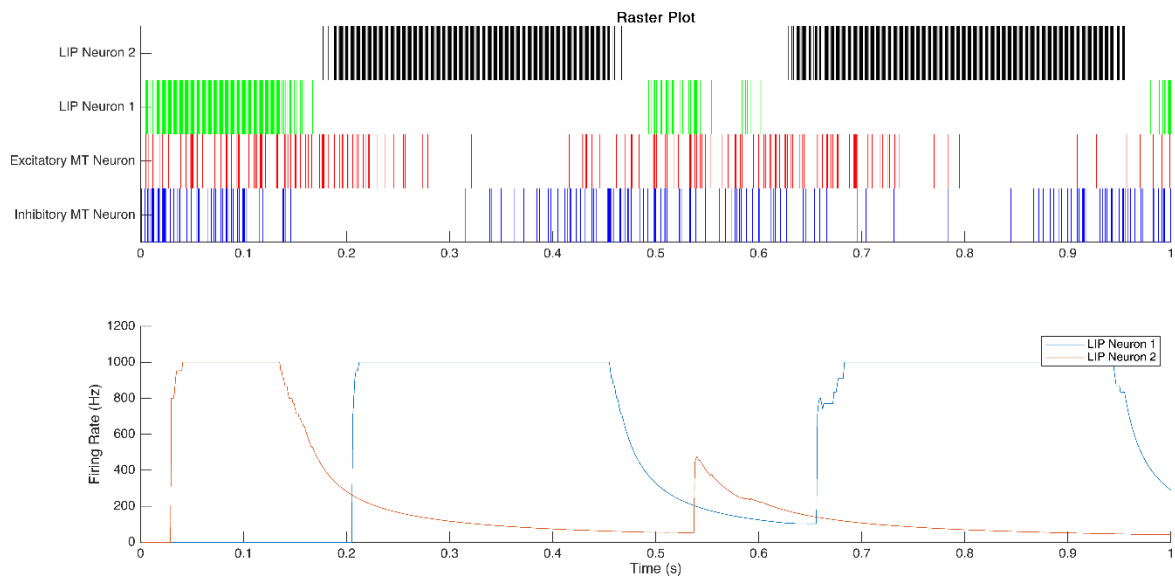 Raster Plot
LIP Neuron 2
LIP Neuron 1
Excitatory MT Neuron
Inhibitory MT Neuron
0 0.1 0.2 0.3 0.4 0.5 0.6 0.7 0.8 0.9 1
1200
1000
800
600
400
200
0
Firing Rate (Hz)
LIP Neuron 1
LIP Neuron 2
0 0.1 0.2 0.3 0.4 0.5 0.6 0.7 0.8 0.9 1
Time (s)